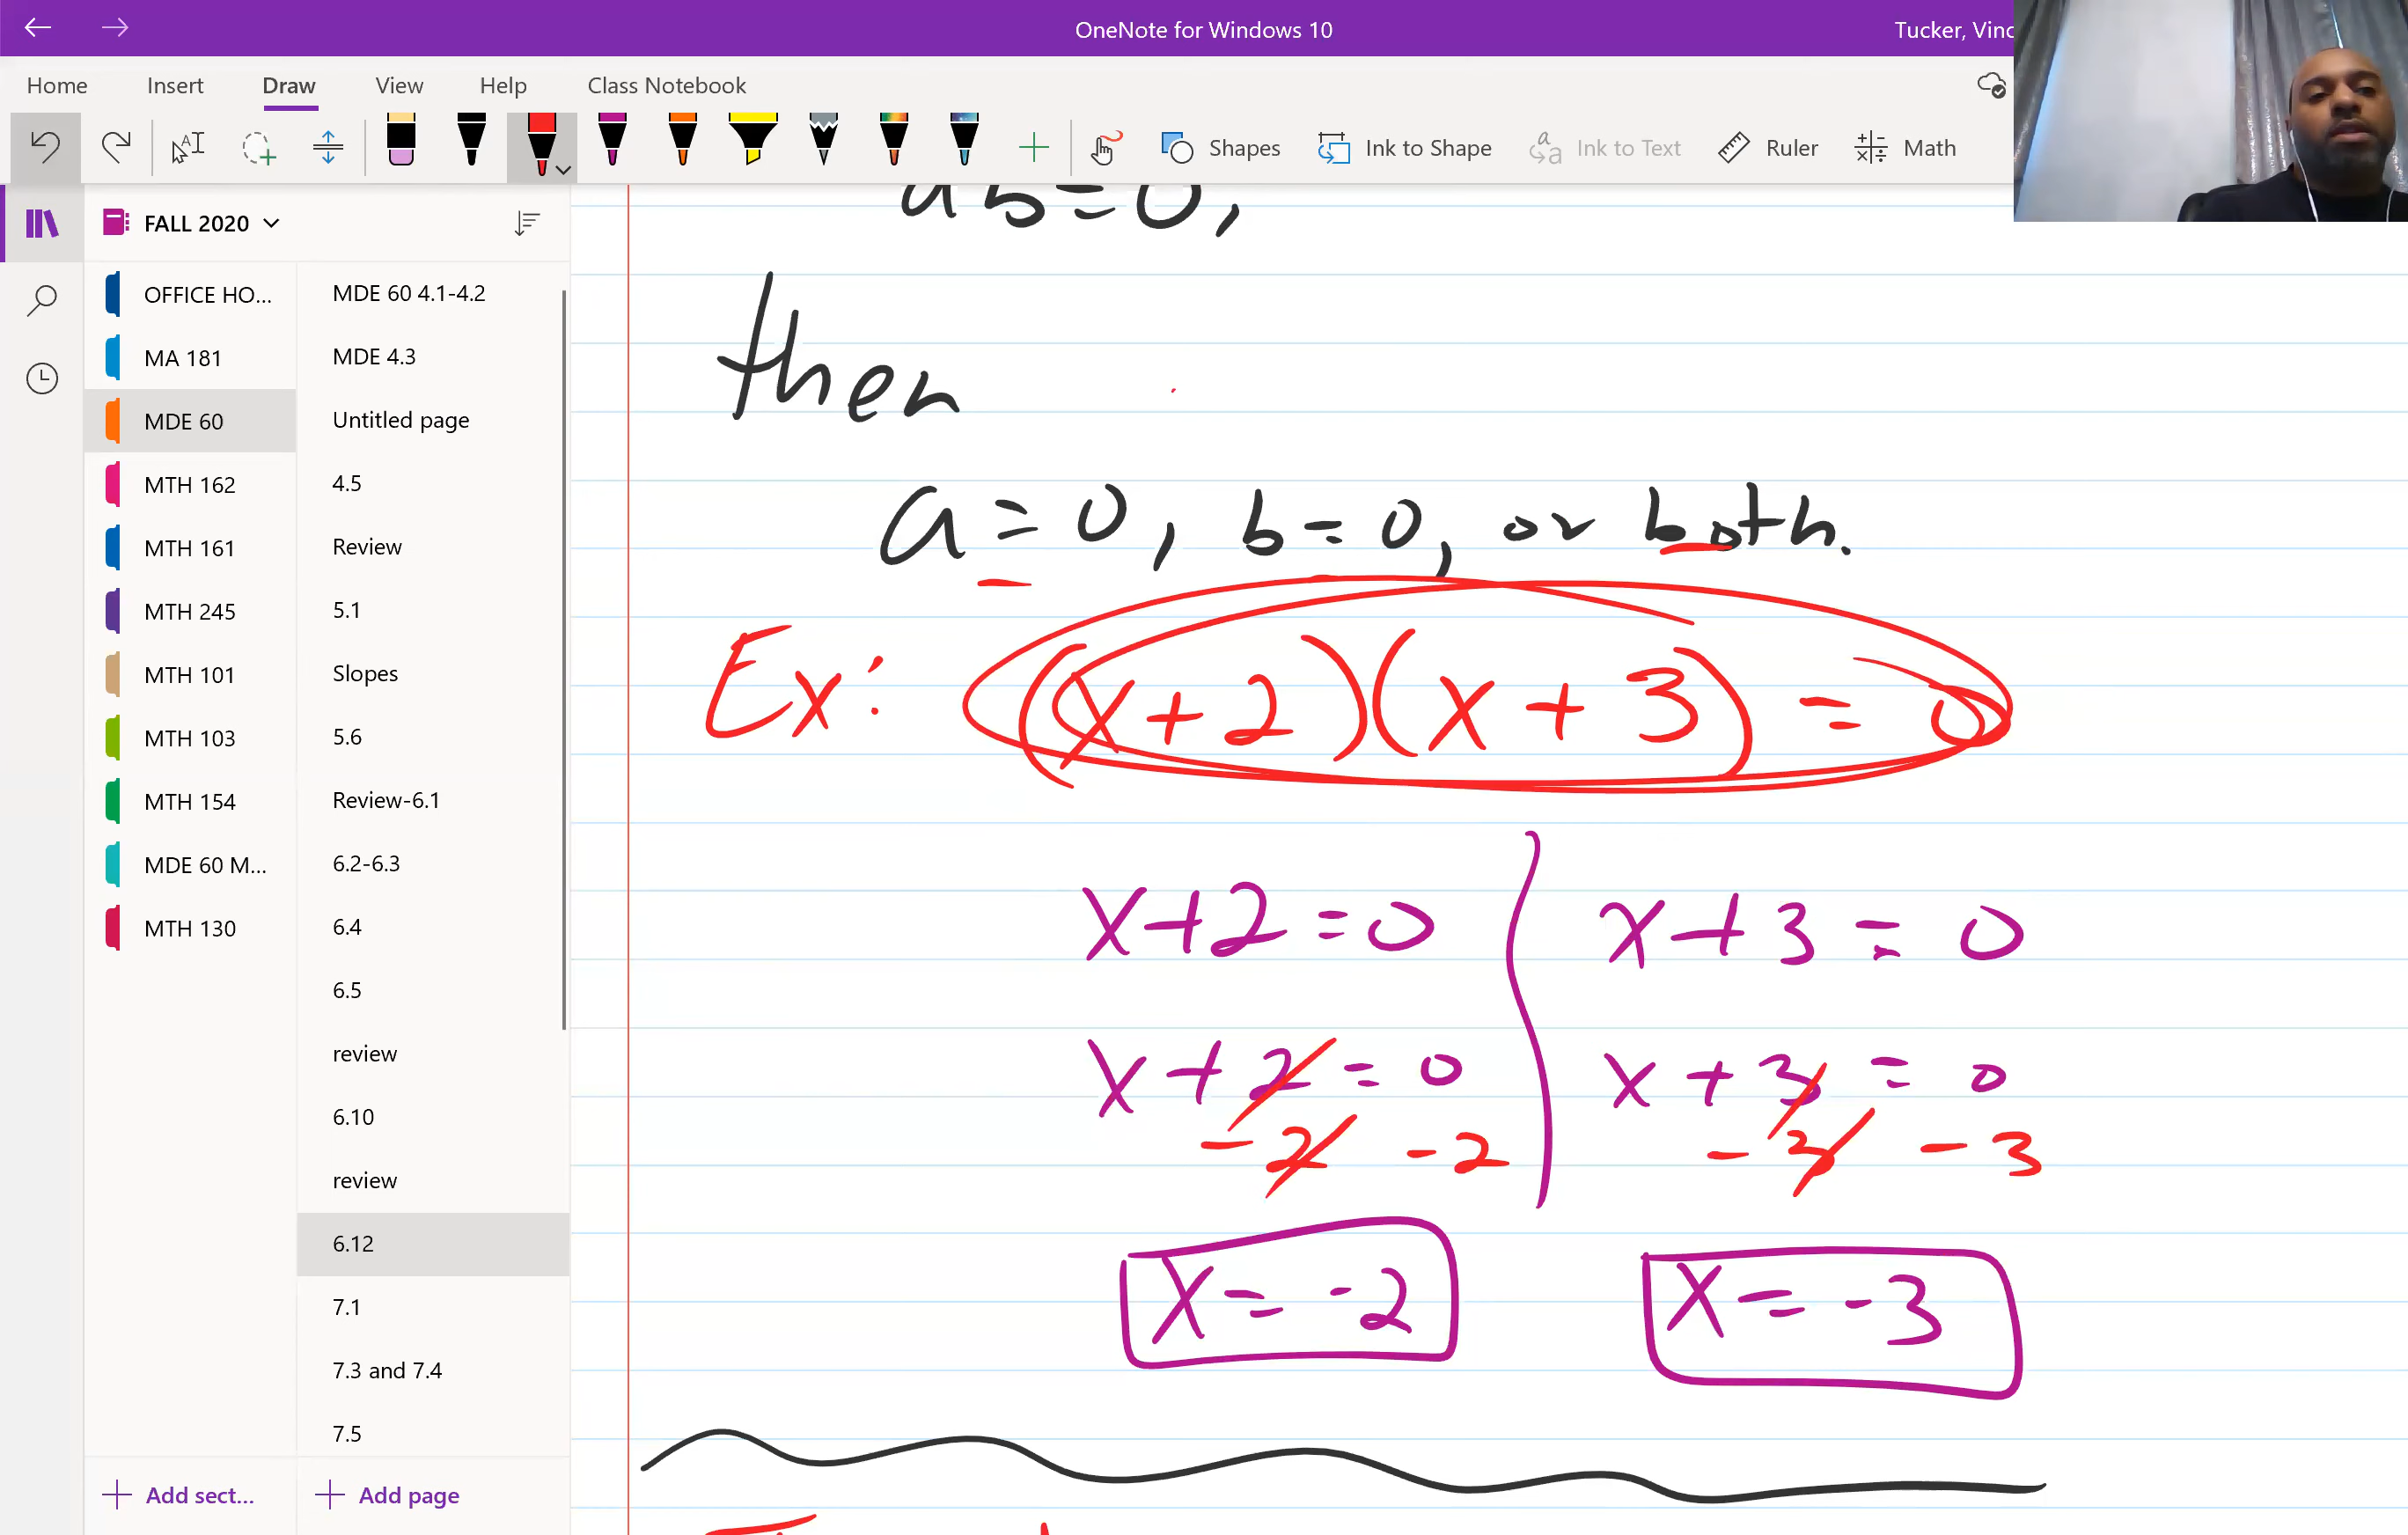 OneNote for Windows 10
Tucker, Vinc
Home Insert Draw View Help Class Notebook
Shapes Ink to Shape Ink to Text Ruler Math
FALL 2020
OFFICE HO...
MA 181
MDE 60
MTH 162
MTH 161
MTH 245
MTH 101
MTH 103
MTH 154
MDE 60 M...
MTH 130
Add sect...
MDE 60 4.1-4.2
MDE 4.3
Untitled page
4.5
Review
5.1
Slopes
5.6
Review-6.1
6.2-6.3
6.4
6.5
review
6.10
review
6.12
7.1
7.3 and 7.4
7.5
Add page
ab=0,
then
a=0, b=0, or both.
Ex: (x+2)(x+3)=0
x+2=0 x+3=0
x+2=0 x+3=0
-2 -2 -3 -3
x=-2 x=-3